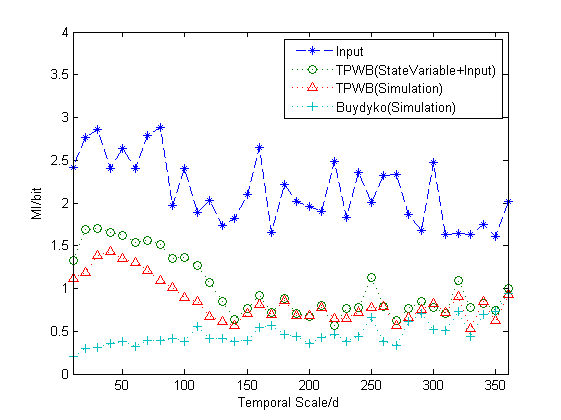 4
3.5
3
2.5
2
1.5
1
0.5
0
MI/bit
Input
TPWB(StateVariable+Input)
TPWB(Simulation)
Buydyko(Simulation)
50 100 150 200 250 300 350
Temporal Scale/d